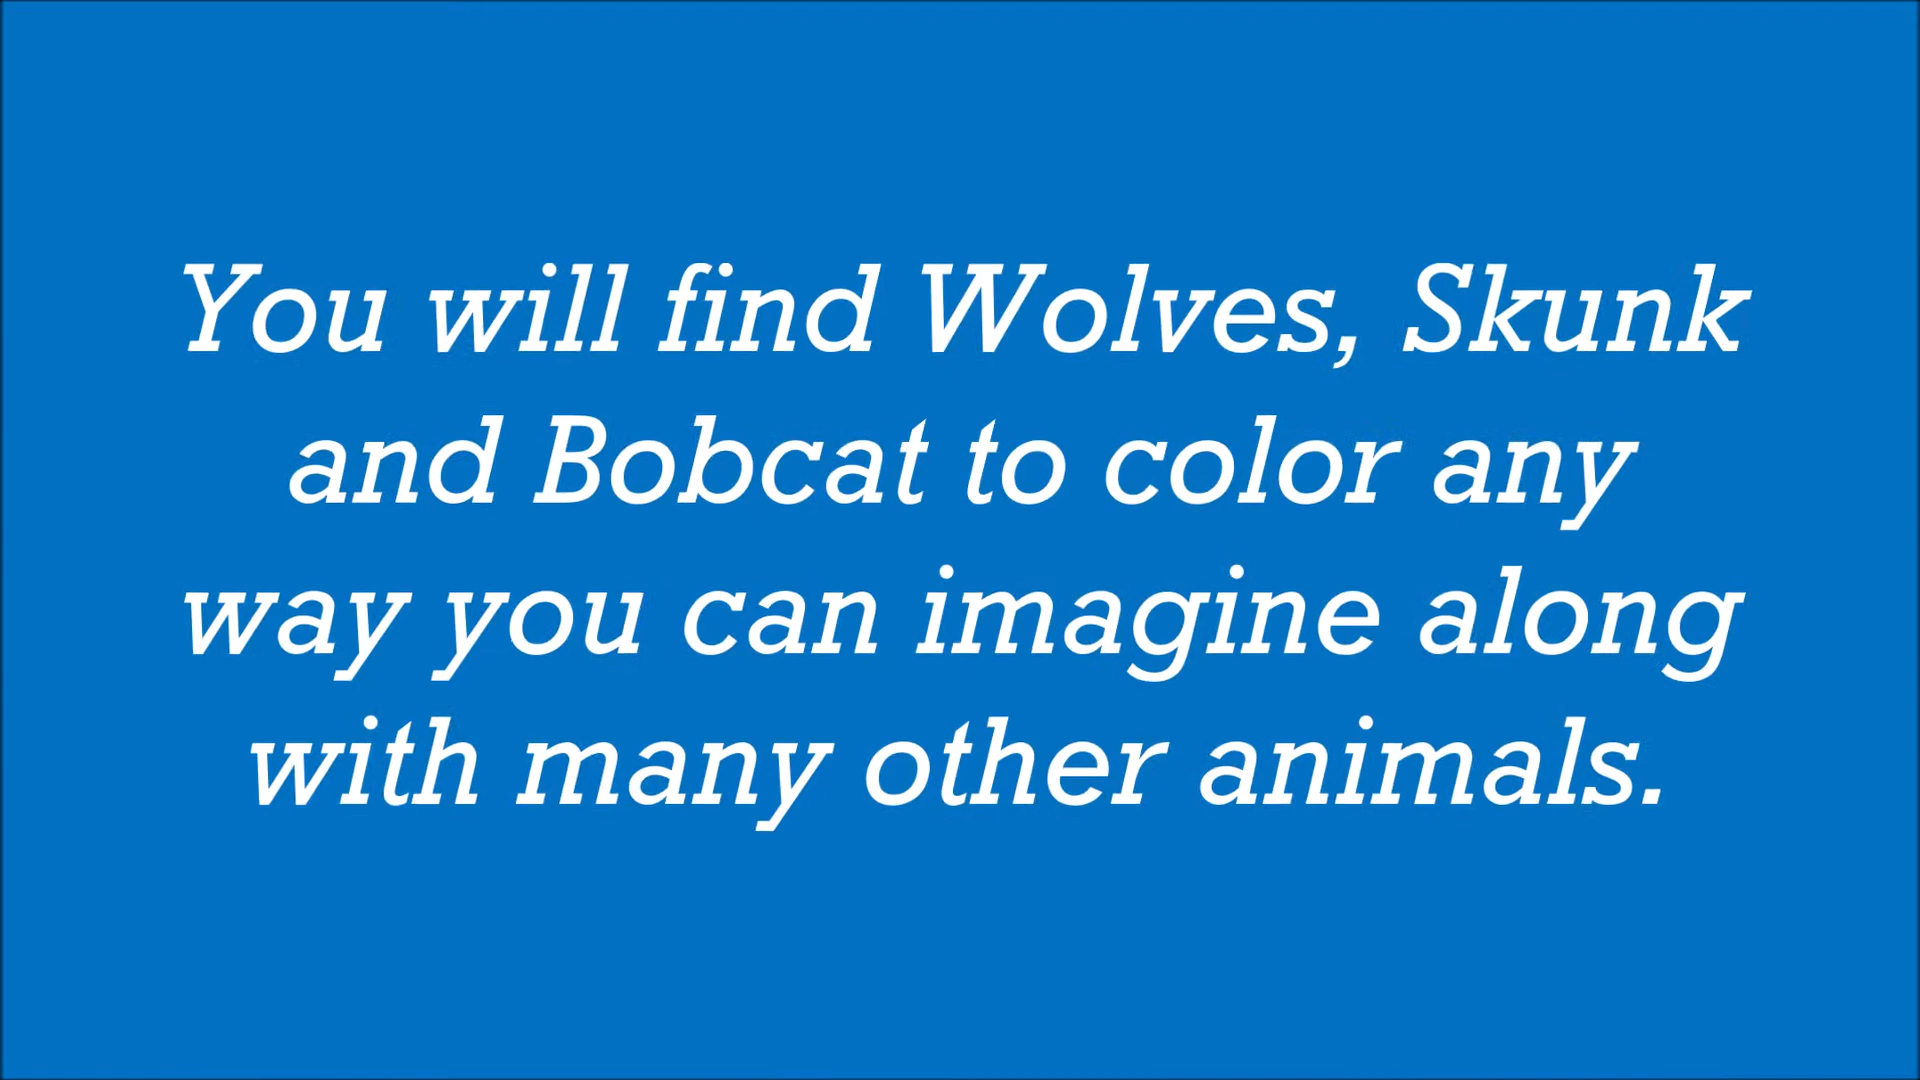 You will find Wolves, Skunk
and Bobcat to color any
way you can imagine along
with many other animals.